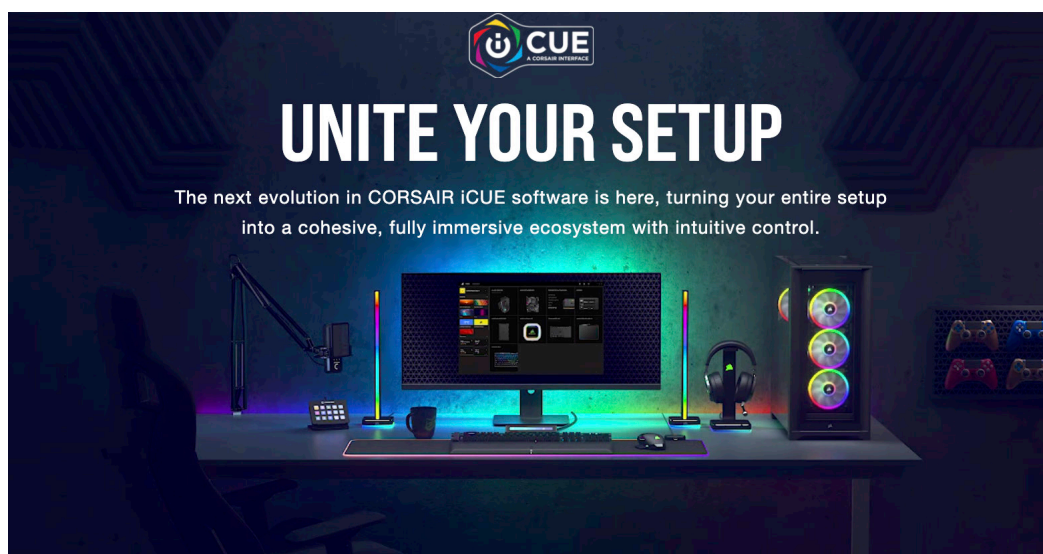 iCUE
A CORSAIR INTERFACE
UNITE YOUR SETUP
The next evolution in CORSAIR iCUE software is here, turning your entire setup
into a cohesive, fully immersive ecosystem with intuitive control.